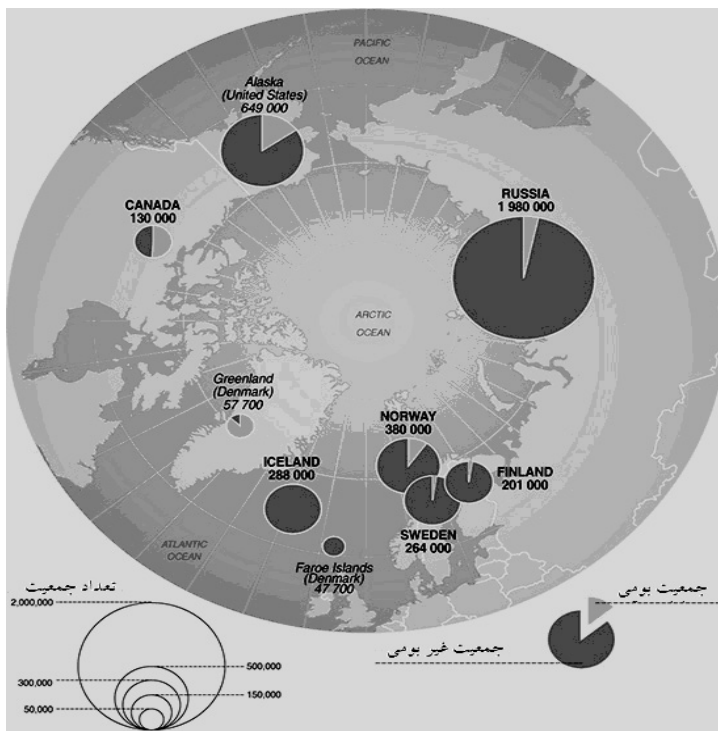 PACIFIC
OCEAN
Alaska
(United States)
649 000
CANADA
130 000
RUSSIA
1 980 000
ARCTIC
OCEAN
Greenland
(Denmark)
57 700
NORWAY
380 000
ICELAND
288 000
FINLAND
201 000
SWEDEN
264 000
ATLANTIC
OCEAN
Faroe Islands
(Denmark)
47 700
تعداد جمعیت
2,000,000
500,000
300,000
150,000
50,000
جمعیت بومی
جمعیت غیر بومی